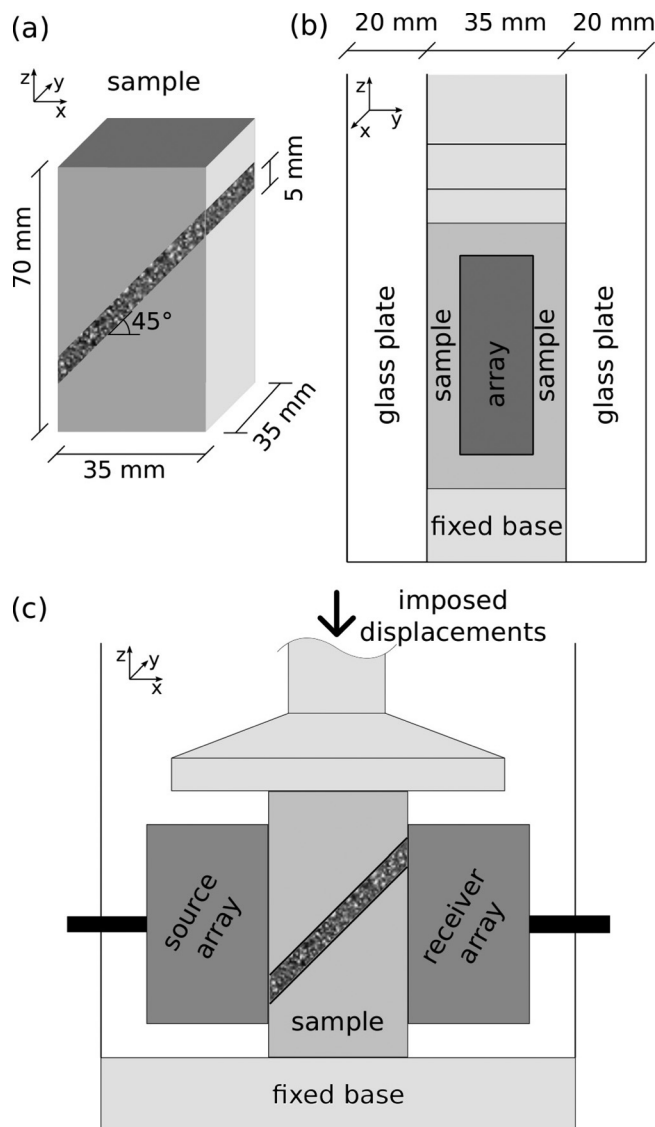 (a)
z y
x
sample
5 mm
70 mm
45°
35 mm
35 mm
(b)
20 mm 35 mm 20 mm
z
x y
glass plate
sample
array
sample
glass plate
fixed base
(c)
imposed
displacements
z y
x
source
array
receiver
array
sample
fixed base